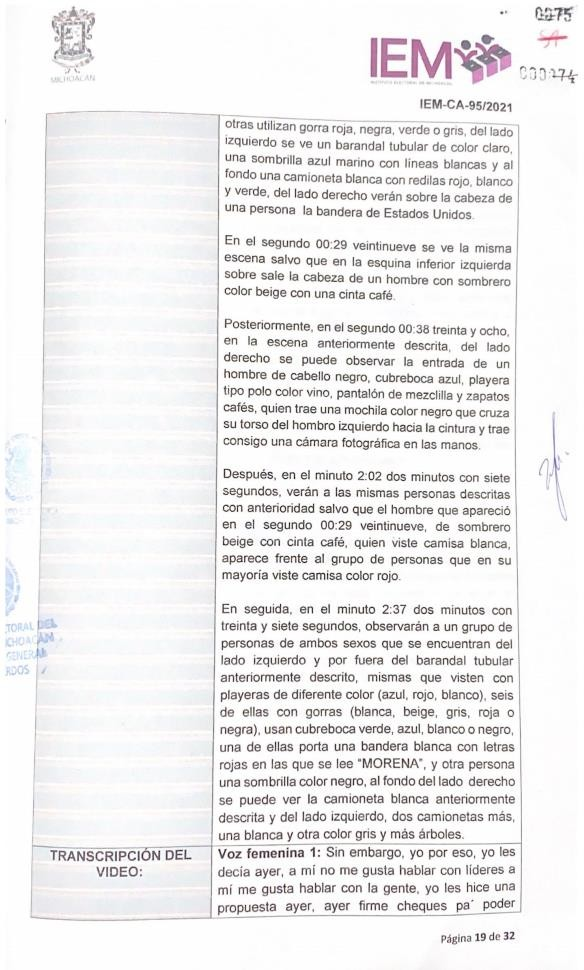 0075
MICHOACÁN
IEM
INSTITUTO ELECTORAL DE MICHOACÁN
IEM-CA-95/2021
otras utilizan gorra roja, negra, verde o gris, del lado
izquierdo se ve un barandal tubular de color claro,
una sombrilla azul marino con líneas blancas y al
fondo una camioneta blanca con redilas rojo, blanco
y verde, del lado derecho verán sobre la cabeza de
una persona la bandera de Estados Unidos.
En el segundo 00:29 veintinueve se ve la misma
escena salvo que en la esquina inferior izquierda
sobre sale la cabeza de un hombre con sombrero
color beige con una cinta café.
Posteriormente, en el segundo 00:38 treinta y ocho,
en la escena anteriormente descrita, del lado
derecho se puede observar la entrada de un
hombre de cabello negro, cubreboca azul, playera
tipo polo color vino, pantalón de mezclilla y zapatos
cafés, quien trae una mochila color negro que cruza
su torso del hombro izquierdo hacia la cintura y trae
consigo una cámara fotográfica en las manos.
Después, en el minuto 2:02 dos minutos con siete
segundos, verán a las mismas personas descritas
con anterioridad salvo que el hombre que apareció
en el segundo 00:29 veintinueve, de sombrero
beige con cinta café, quien viste camisa blanca,
aparece frente al grupo de personas que en su
mayoría viste camisa color rojo.
En seguida, en el minuto 2:37 dos minutos con
treinta y siete segundos, observarán a un grupo de
personas de ambos sexos que se encuentran del
lado izquierdo y por fuera del barandal tubular
anteriormente descrito, mismas que visten con
playeras de diferente color (azul, rojo, blanco), seis
de ellas con gorras (blanca, beige, gris, roja o
negra), usan cubreboca verde, azul, blanco o negro,
una de ellas porta una bandera blanca con letras
rojas en las que se lee “MORENA”, y otra persona
una sombrilla color negro, al fondo del lado derecho
se puede ver la camioneta blanca anteriormente
descrita y del lado izquierdo, dos camionetas más,
una blanca y otra color gris y más árboles.
TORAL DEL
ICHOACÁN
GENERAL
RDOS
TRANSCRIPCIÓN DEL
VIDEO:
Voz femenina 1: Sin embargo, yo por eso, yo les
decía ayer, a mí no me gusta hablar con líderes a
mí me gusta hablar con la gente, yo les hice una
propuesta ayer, ayer firme cheques pa´ poder
Página 19 de 32